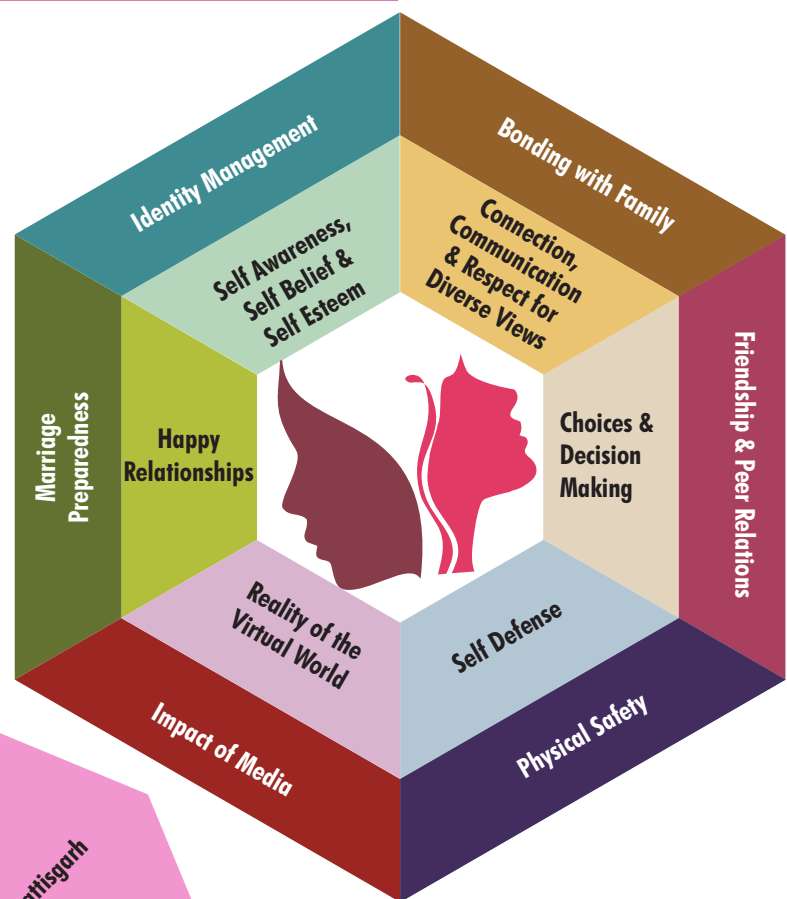 Identity Management
Bonding with Family
Self Awareness,
Self Belief &
Self Esteem
Connection,
Communication
& Respect for
Diverse Views
Marriage
Preparedness
Happy
Relationships
Choices &
Decision
Making
Friendship & Peer Relations
Reality of the
Virtual World
Self Defense
Impact of Media
Physical Safety